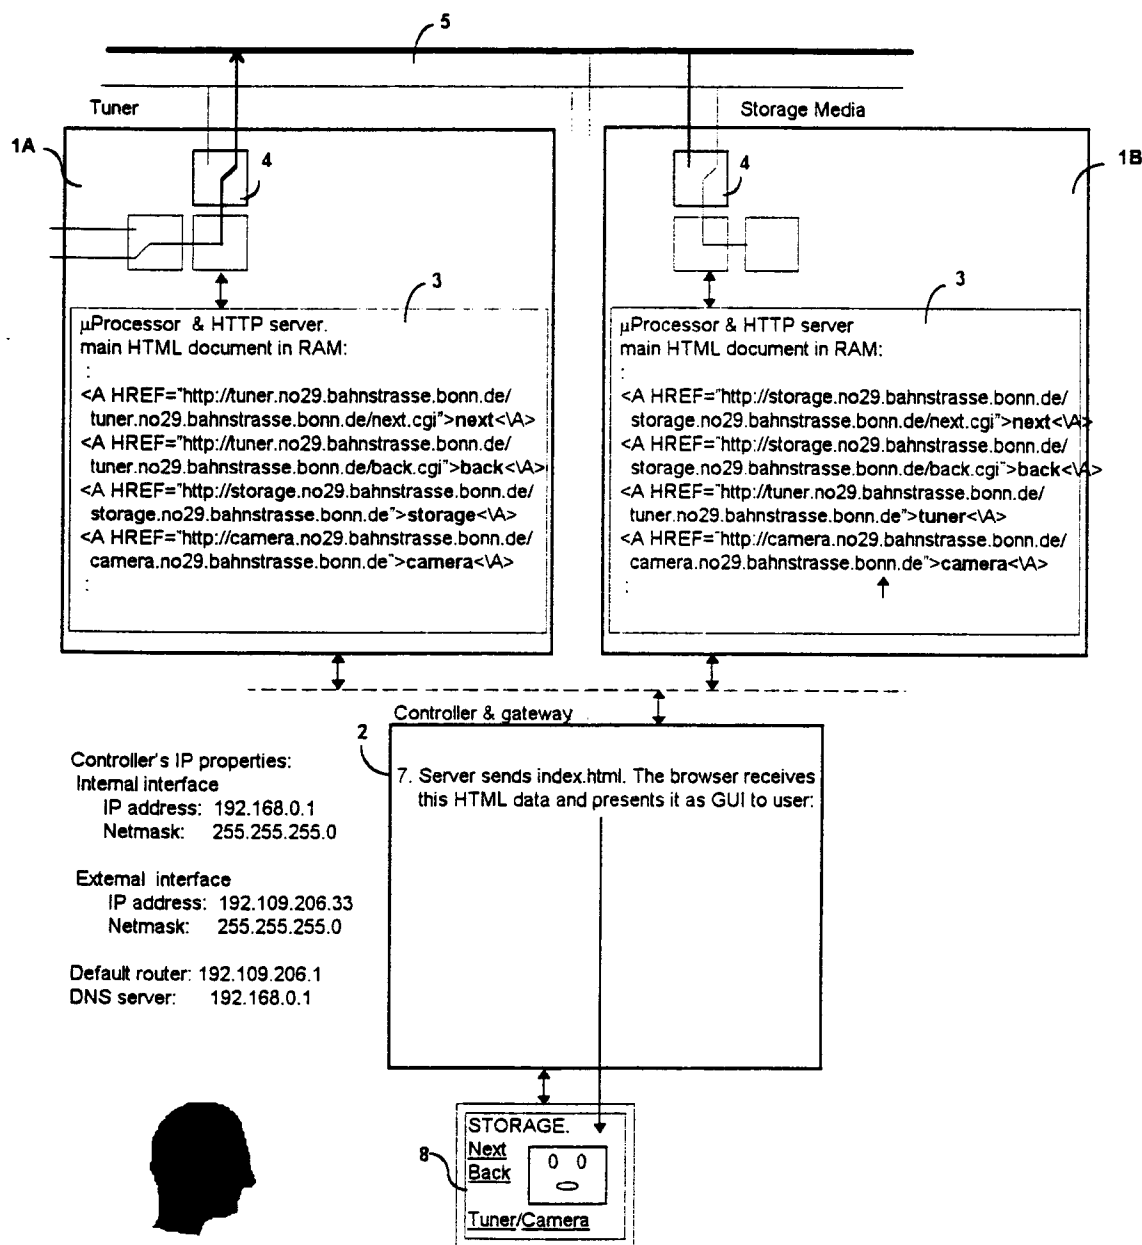 5
Tuner
Storage Media
1A
4
4
1B
3
3
µProcessor & HTTP server.
main HTML document in RAM:
:
<A HREF="http://tuner.no29.bahnstrasse.bonn.de/
tuner.no29.bahnstrasse.bonn.de/next.cgi">next<\A>
<A HREF="http://tuner.no29.bahnstrasse.bonn.de/
tuner.no29.bahnstrasse.bonn.de/back.cgi">back<\A>
<A HREF="http://storage.no29.bahnstrasse.bonn.de/
storage.no29.bahnstrasse.bonn.de">storage<\A>
<A HREF="http://camera.no29.bahnstrasse.bonn.de/
camera.no29.bahnstrasse.bonn.de">camera<\A>
:
µProcessor & HTTP server
main HTML document in RAM:
:
<A HREF="http://storage.no29.bahnstrasse.bonn.de/
storage.no29.bahnstrasse.bonn.de/next.cgi">next<\A>
<A HREF="http://storage.no29.bahnstrasse.bonn.de/
storage.no29.bahnstrasse.bonn.de/back.cgi">back<\A>
<A HREF="http://tuner.no29.bahnstrasse.bonn.de/
tuner.no29.bahnstrasse.bonn.de">tuner<\A>
<A HREF="http://camera.no29.bahnstrasse.bonn.de/
camera.no29.bahnstrasse.bonn.de">camera<\A>
:
Controller & gateway
2
7. Server sends index.html. The browser receives
this HTML data and presents it as GUI to user:
Controller's IP properties:
Internal interface
IP address: 192.168.0.1
Netmask: 255.255.255.0
External interface
IP address: 192.109.206.33
Netmask: 255.255.255.0
Default router: 192.109.206.1
DNS server: 192.168.0.1
8
STORAGE.
Next
Back
Tuner/Camera